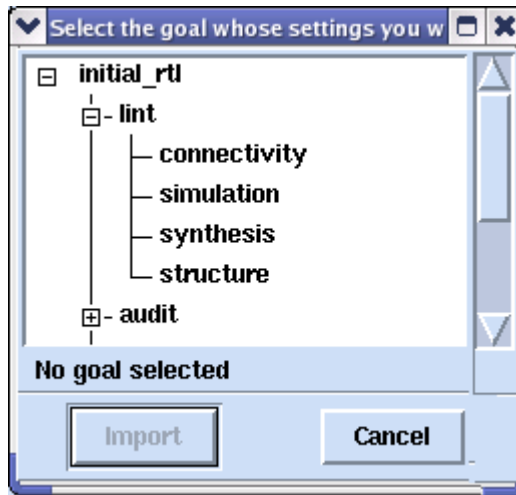 Select the goal whose settings you w
initial_rtl
lint
connectivity
simulation
synthesis
structure
audit
No goal selected
Import
Cancel